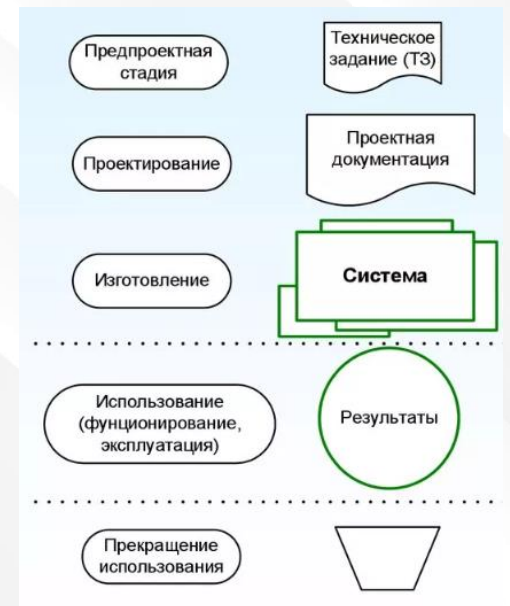 Предпроектная
стадия
Техническое
задание (ТЗ)
Проектирование
Проектная
документация
Изготовление
Система
Использование
(фунционирование,
эксплуатация)
Результаты
Прекращение
использования